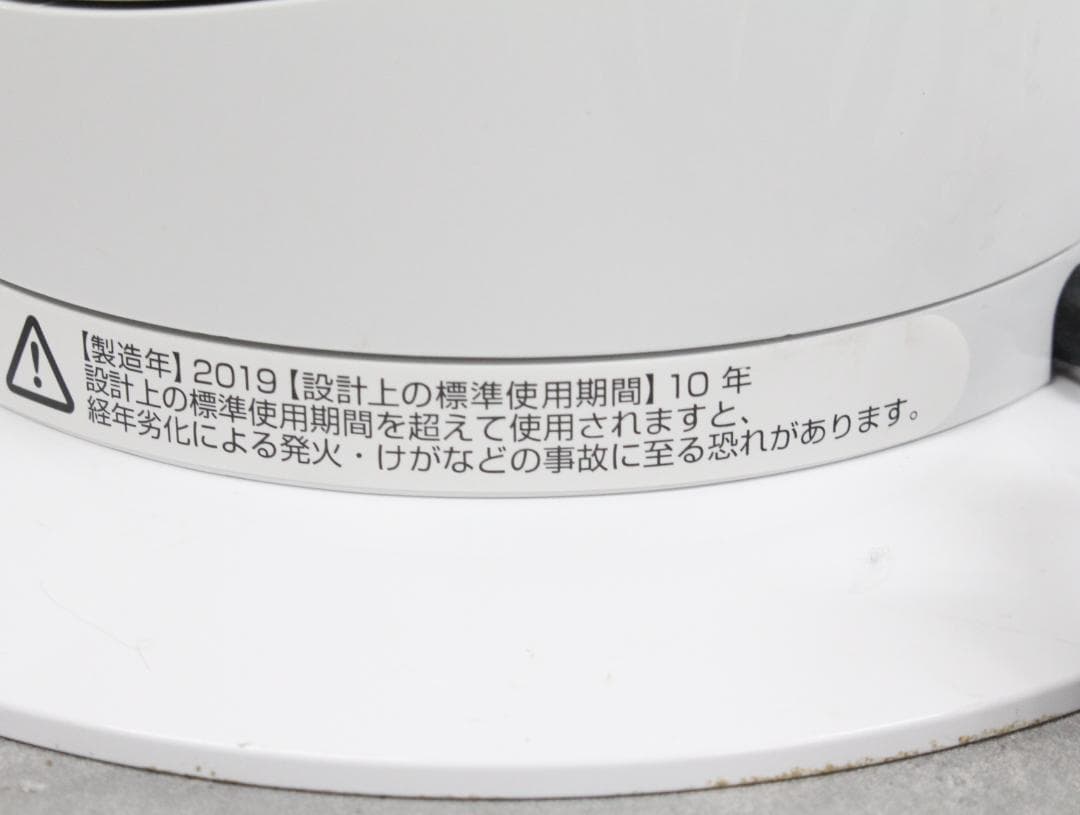 【製造年】2019【設計上の標準使用期間】10 年
設計上の標準使用期間を超えて使用されますと、
経年劣化による発火・けがなどの事故に至る恐れがあります。